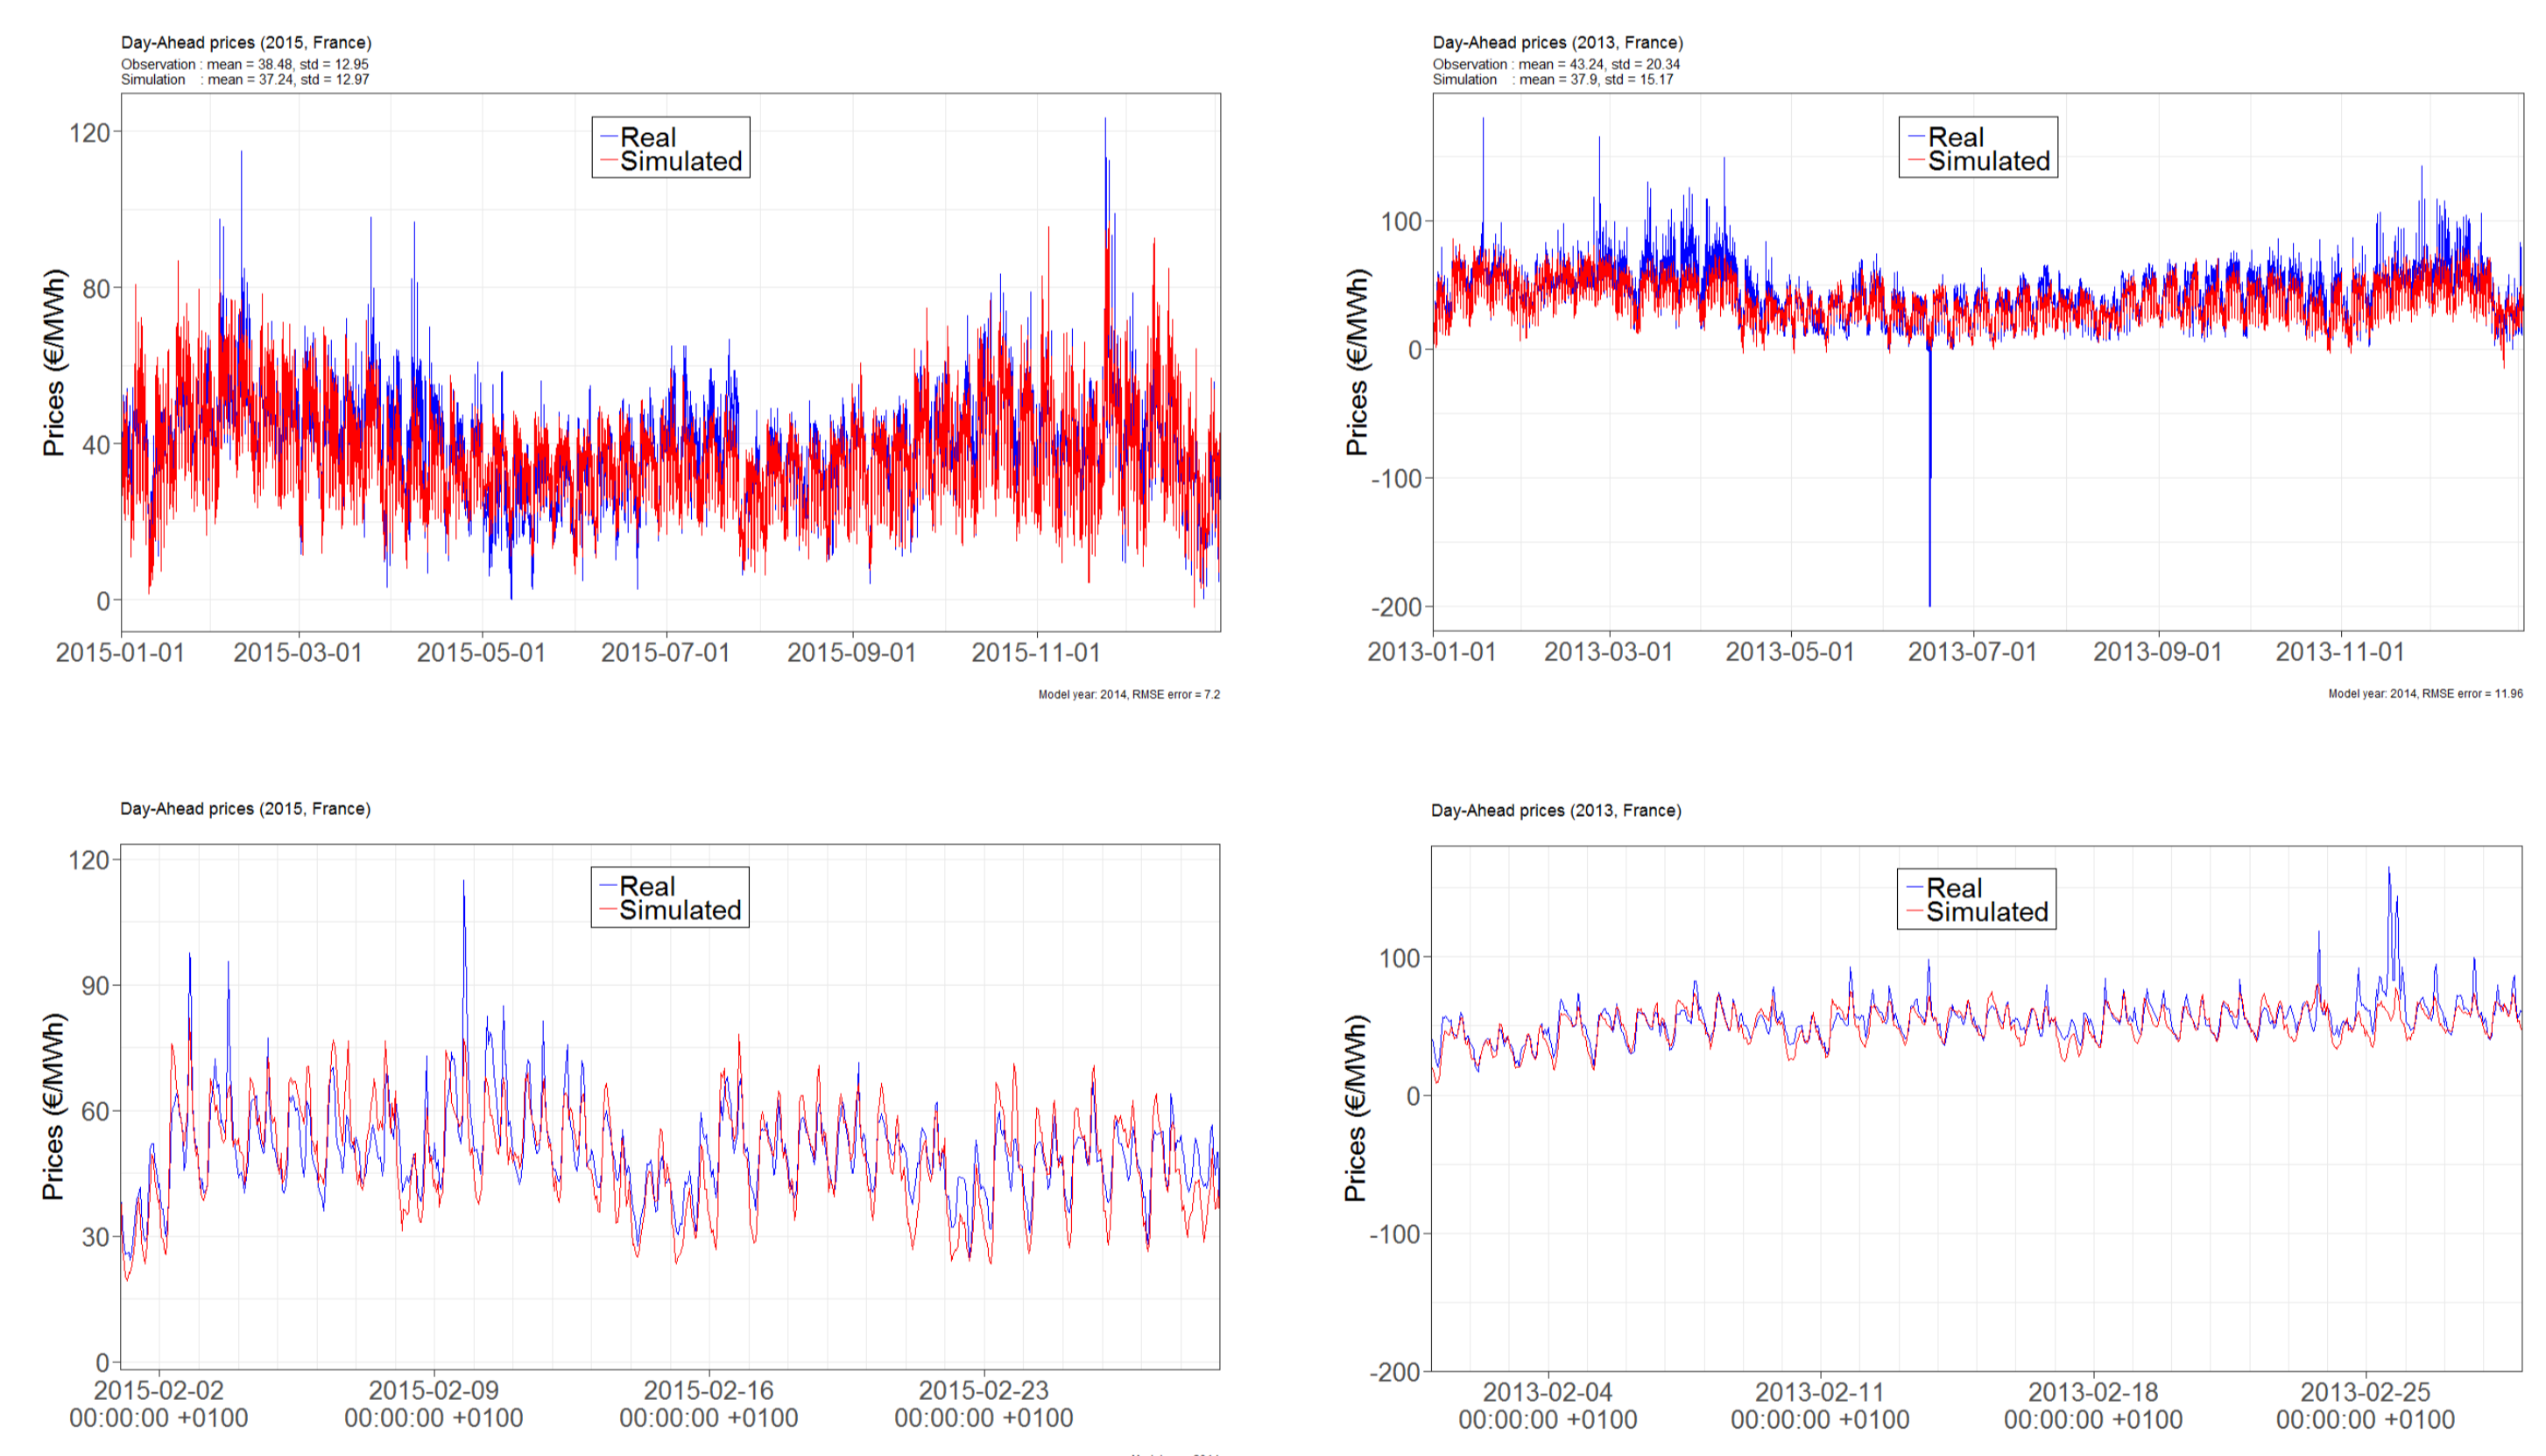 Day-Ahead prices (2015, France)
Observation : mean = 38.48, std = 12.95
Simulation : mean = 37.24, std = 12.97
Real
Simulated
Prices (€/MWh)
120
80
40
0
2015-01-01 2015-03-01 2015-05-01 2015-07-01 2015-09-01 2015-11-01
Model year: 2014, RMSE error = 7.2
Day-Ahead prices (2013, France)
Observation : mean = 43.24, std = 20.34
Simulation : mean = 37.9, std = 15.17
Real
Simulated
Prices (€/MWh)
100
0
-100
-200
2013-01-01 2013-03-01 2013-05-01 2013-07-01 2013-09-01 2013-11-01
Model year: 2014, RMSE error = 11.96
Day-Ahead prices (2015, France)
Real
Simulated
Prices (€/MWh)
120
90
60
30
0
2015-02-02 2015-02-09 2015-02-16 2015-02-23
00:00:00 +0100 00:00:00 +0100 00:00:00 +0100 00:00:00 +0100
Day-Ahead prices (2013, France)
Real
Simulated
Prices (€/MWh)
100
0
-100
-200
2013-02-04 2013-02-11 2013-02-18 2013-02-25
00:00:00 +0100 00:00:00 +0100 00:00:00 +0100 00:00:00 +0100